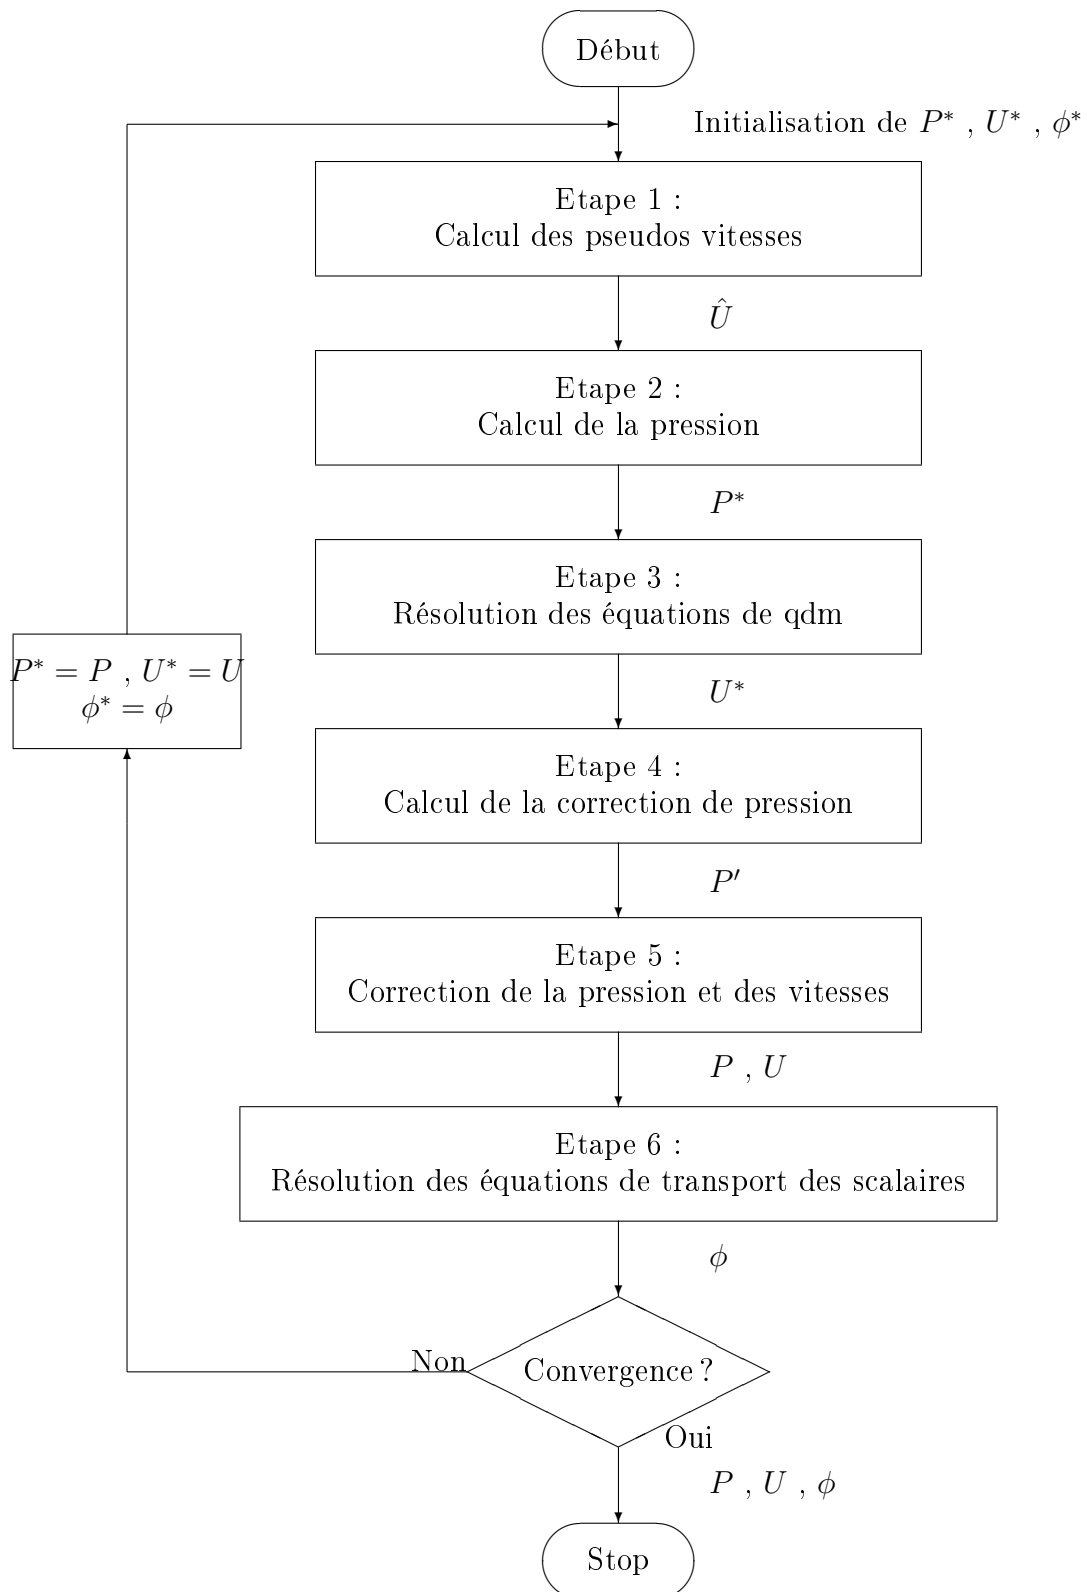 Début
Initialisation de P* , U* , ϕ*
Etape 1 :
Calcul des pseudos vitesses
Û
Etape 2 :
Calcul de la pression
P*
Etape 3 :
Résolution des équations de qdm
P* = P , U* = U
ϕ* = ϕ
U*
Etape 4 :
Calcul de la correction de pression
P′
Etape 5 :
Correction de la pression et des vitesses
P , U
Etape 6 :
Résolution des équations de transport des scalaires
ϕ
Non
Convergence ?
Oui
P , U , ϕ
Stop